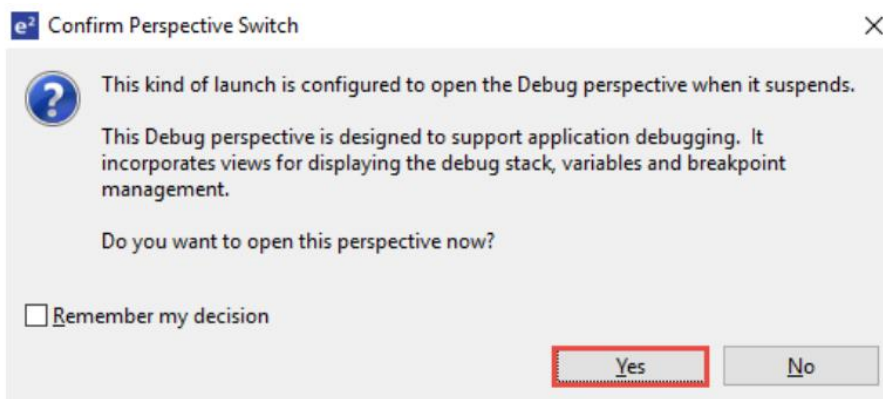 e² Confirm Perspective Switch
This kind of launch is configured to open the Debug perspective when it suspends.
This Debug perspective is designed to support application debugging. It
incorporates views for displaying the debug stack, variables and breakpoint
management.
Do you want to open this perspective now?
Remember my decision
Yes No